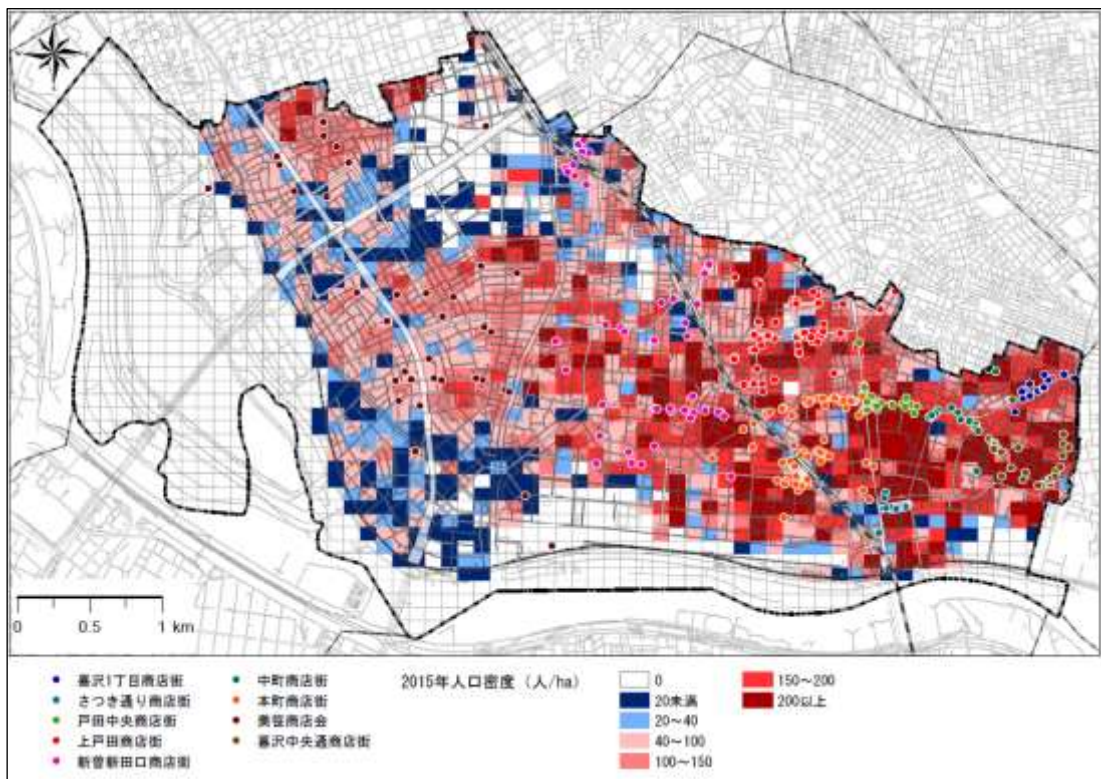 0 0.5 1 km
喜沢1丁目商店街
さつき通り商店街
戸田中央商店街
上戸田商店街
新曽新田口商店街
中町商店街
本町商店街
美笹商店会
喜沢中央通商店街
2015年人口密度（人/ha）
0
20未満
20～40
40～100
100～150
150～200
200以上